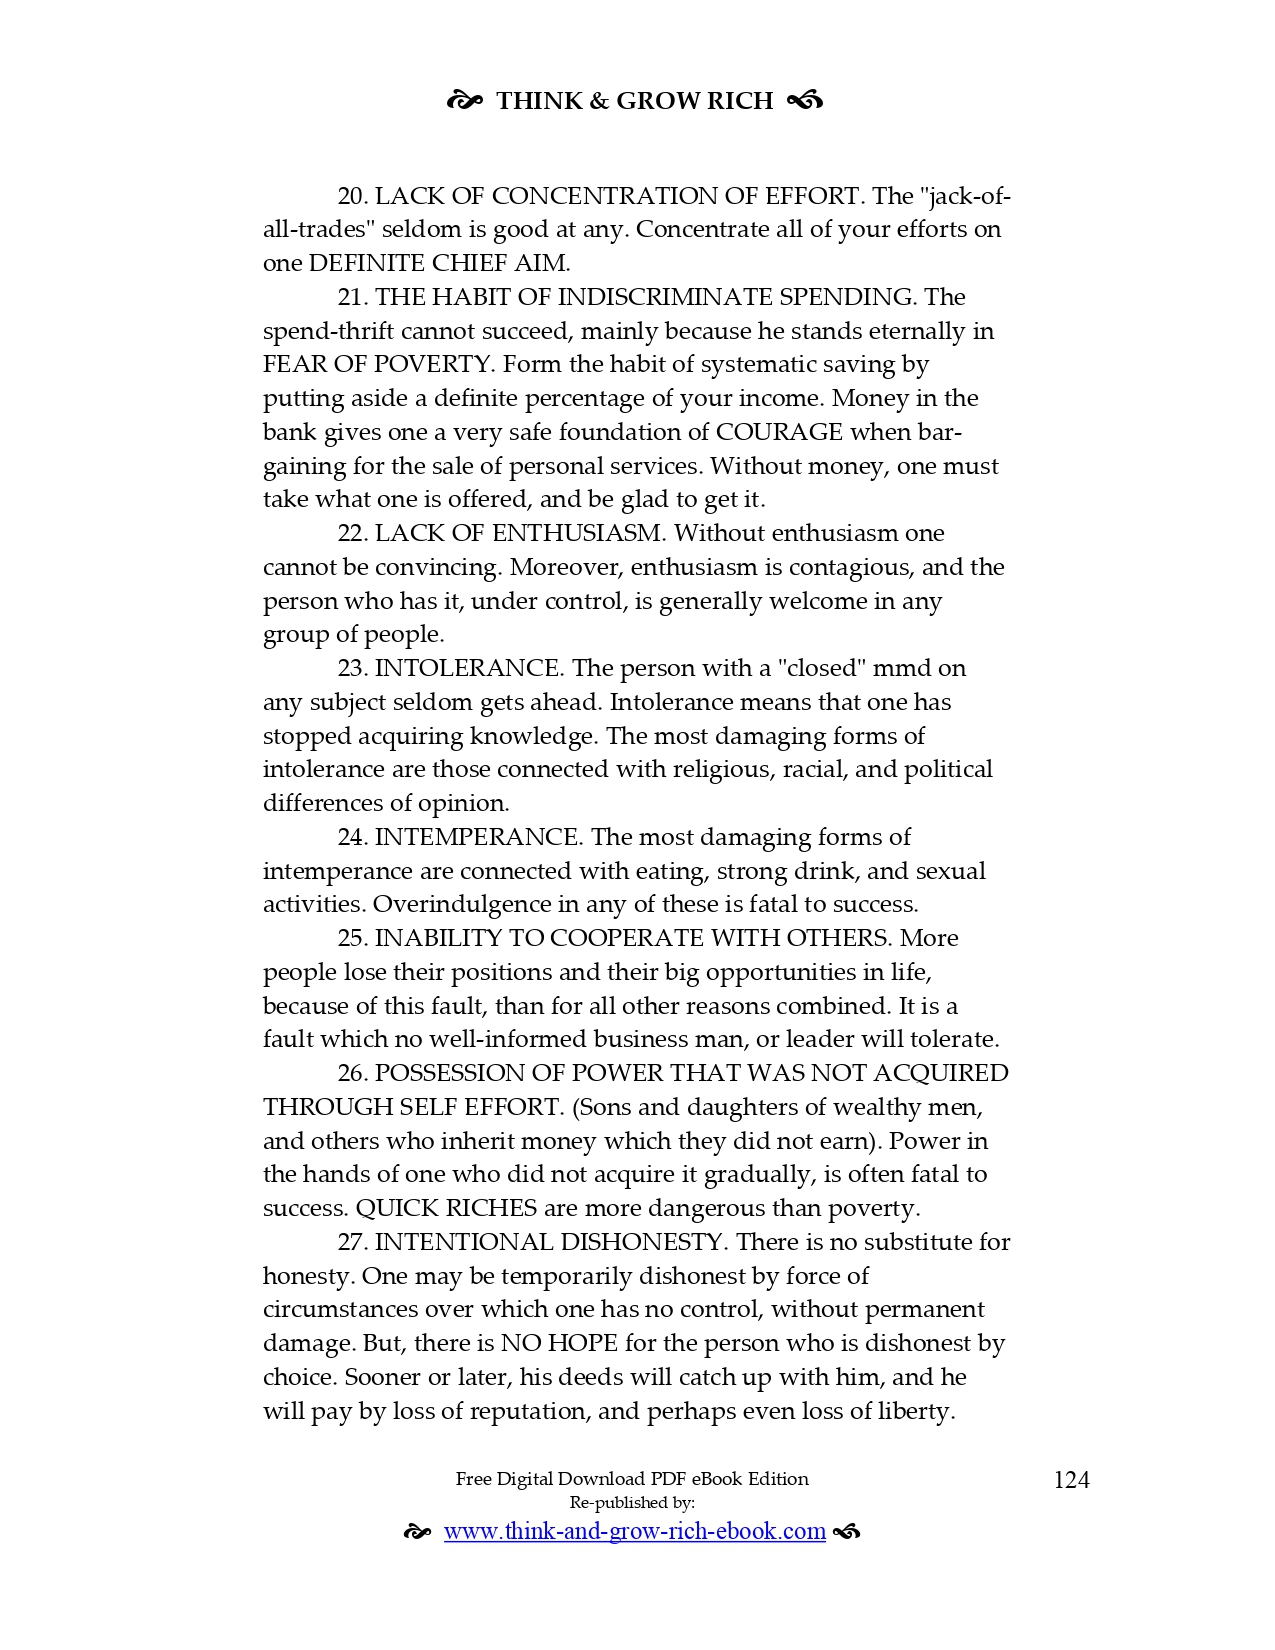 THINK & GROW RICH
20. LACK OF CONCENTRATION OF EFFORT. The "jack-of-
all-trades" seldom is good at any. Concentrate all of your efforts on
one DEFINITE CHIEF AIM.
21. THE HABIT OF INDISCRIMINATE SPENDING. The
spend-thrift cannot succeed, mainly because he stands eternally in
FEAR OF POVERTY. Form the habit of systematic saving by
putting aside a definite percentage of your income. Money in the
bank gives one a very safe foundation of COURAGE when bar-
gaining for the sale of personal services. Without money, one must
take what one is offered, and be glad to get it.
22. LACK OF ENTHUSIASM. Without enthusiasm one
cannot be convincing. Moreover, enthusiasm is contagious, and the
person who has it, under control, is generally welcome in any
group of people.
23. INTOLERANCE. The person with a "closed" mmd on
any subject seldom gets ahead. Intolerance means that one has
stopped acquiring knowledge. The most damaging forms of
intolerance are those connected with religious, racial, and political
differences of opinion.
24. INTEMPERANCE. The most damaging forms of
intemperance are connected with eating, strong drink, and sexual
activities. Overindulgence in any of these is fatal to success.
25. INABILITY TO COOPERATE WITH OTHERS. More
people lose their positions and their big opportunities in life,
because of this fault, than for all other reasons combined. It is a
fault which no well-informed business man, or leader will tolerate.
26. POSSESSION OF POWER THAT WAS NOT ACQUIRED
THROUGH SELF EFFORT. (Sons and daughters of wealthy men,
and others who inherit money which they did not earn). Power in
the hands of one who did not acquire it gradually, is often fatal to
success. QUICK RICHES are more dangerous than poverty.
27. INTENTIONAL DISHONESTY. There is no substitute for
honesty. One may be temporarily dishonest by force of
circumstances over which one has no control, without permanent
damage. But, there is NO HOPE for the person who is dishonest by
choice. Sooner or later, his deeds will catch up with him, and he
will pay by loss of reputation, and perhaps even loss of liberty.
Free Digital Download PDF eBook Edition
124
Re-published by:
www.think-and-grow-rich-ebook.com